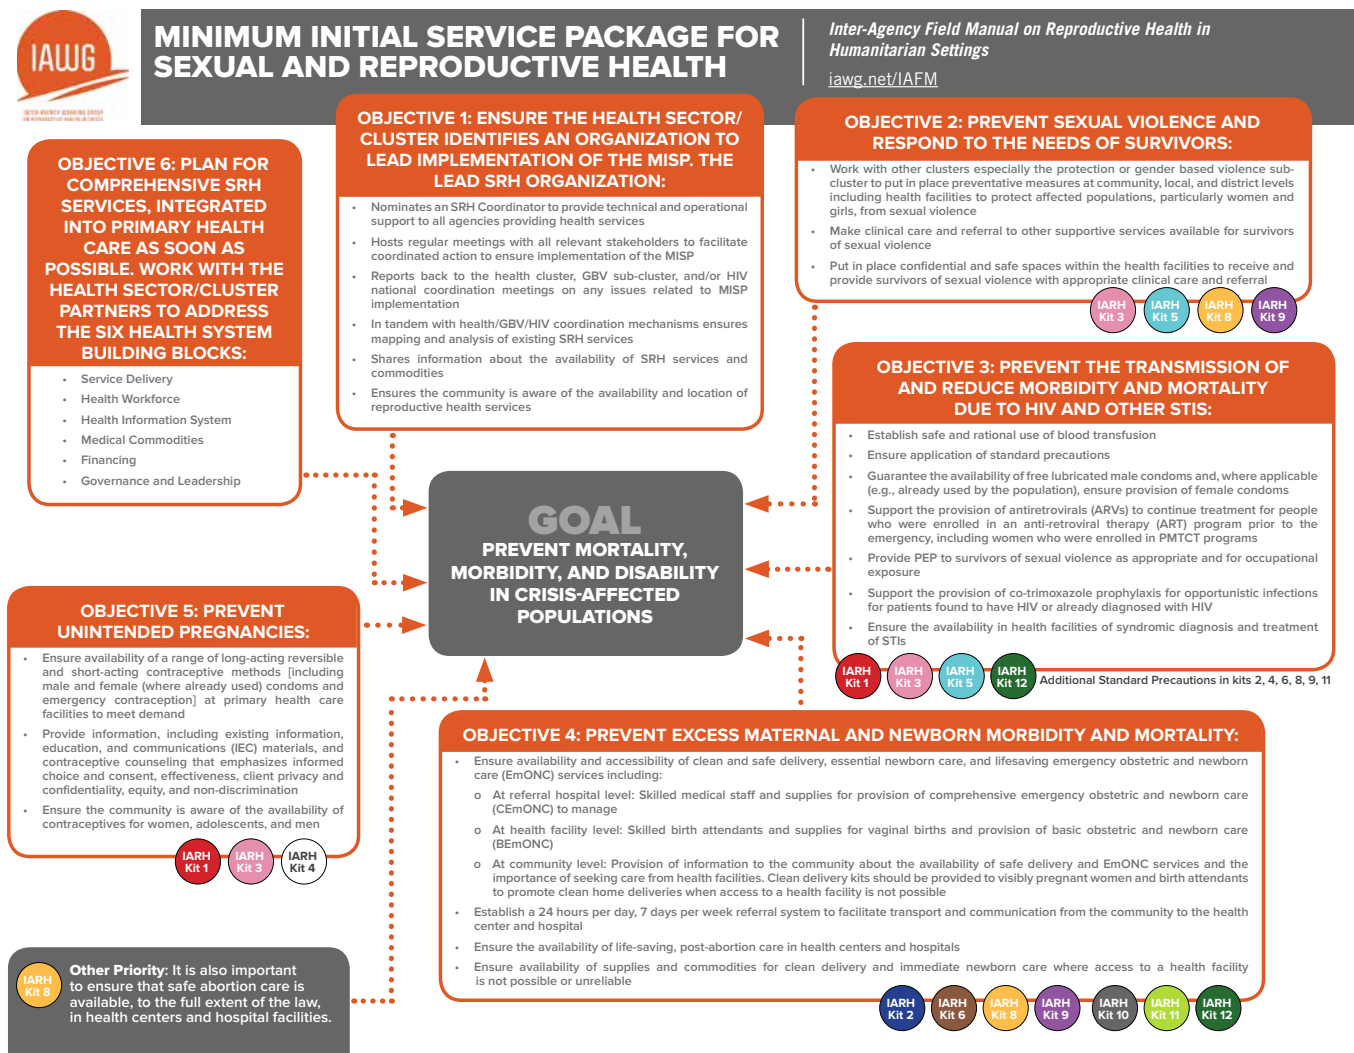 IAWG
INTER-AGENCY WORKING GROUP
ON REPRODUCTIVE HEALTH IN CRISES
MINIMUM INITIAL SERVICE PACKAGE FOR
SEXUAL AND REPRODUCTIVE HEALTH
Inter-Agency Field Manual on Reproductive Health in
Humanitarian Settings
iawg.net/IAFM
OBJECTIVE 6: PLAN FOR
COMPREHENSIVE SRH
SERVICES, INTEGRATED
INTO PRIMARY HEALTH
CARE AS SOON AS
POSSIBLE. WORK WITH THE
HEALTH SECTOR/CLUSTER
PARTNERS TO ADDRESS
THE SIX HEALTH SYSTEM
BUILDING BLOCKS:
• Service Delivery
• Health Workforce
• Health Information System
• Medical Commodities
• Financing
• Governance and Leadership
OBJECTIVE 1: ENSURE THE HEALTH SECTOR/
CLUSTER IDENTIFIES AN ORGANIZATION TO
LEAD IMPLEMENTATION OF THE MISP. THE
LEAD SRH ORGANIZATION:
• Nominates an SRH Coordinator to provide technical and operational
support to all agencies providing health services
• Hosts regular meetings with all relevant stakeholders to facilitate
coordinated action to ensure implementation of the MISP
• Reports back to the health cluster, GBV sub-cluster, and/or HIV
national coordination meetings on any issues related to MISP
implementation
• In tandem with health/GBV/HIV coordination mechanisms ensures
mapping and analysis of existing SRH services
• Shares information about the availability of SRH services and
commodities
• Ensures the community is aware of the availability and location of
reproductive health services
OBJECTIVE 2: PREVENT SEXUAL VIOLENCE AND
RESPOND TO THE NEEDS OF SURVIVORS:
• Work with other clusters especially the protection or gender based violence sub-
cluster to put in place preventative measures at community, local, and district levels
including health facilities to protect affected populations, particularly women and
girls, from sexual violence
• Make clinical care and referral to other supportive services available for survivors
of sexual violence
• Put in place confidential and safe spaces within the health facilities to receive and
provide survivors of sexual violence with appropriate clinical care and referral
IARH
Kit 3
IARH
Kit 5
IARH
Kit 8
IARH
Kit 9
OBJECTIVE 3: PREVENT THE TRANSMISSION OF
AND REDUCE MORBIDITY AND MORTALITY
DUE TO HIV AND OTHER STIS:
• Establish safe and rational use of blood transfusion
• Ensure application of standard precautions
• Guarantee the availability of free lubricated male condoms and, where applicable
(e.g., already used by the population), ensure provision of female condoms
• Support the provision of antiretrovirals (ARVs) to continue treatment for people
who were enrolled in an anti-retroviral therapy (ART) program prior to the
emergency, including women who were enrolled in PMTCT programs
• Provide PEP to survivors of sexual violence as appropriate and for occupational
exposure
• Support the provision of co-trimoxazole prophylaxis for opportunistic infections
for patients found to have HIV or already diagnosed with HIV
• Ensure the availability in health facilities of syndromic diagnosis and treatment
of STIs
IARH
Kit 1
IARH
Kit 3
IARH
Kit 5
IARH
Kit 12
Additional Standard Precautions in kits 2, 4, 6, 8, 9, 11
GOAL
PREVENT MORTALITY,
MORBIDITY, AND DISABILITY
IN CRISIS-AFFECTED
POPULATIONS
OBJECTIVE 5: PREVENT
UNINTENDED PREGNANCIES:
• Ensure availability of a range of long-acting reversible
and short-acting contraceptive methods [including
male and female (where already used) condoms and
emergency contraception] at primary health care
facilities to meet demand
• Provide information, including existing information,
education, and communications (IEC) materials, and
contraceptive counseling that emphasizes informed
choice and consent, effectiveness, client privacy and
confidentiality, equity, and non-discrimination
• Ensure the community is aware of the availability of
contraceptives for women, adolescents, and men
IARH
Kit 1
IARH
Kit 3
IARH
Kit 4
OBJECTIVE 4: PREVENT EXCESS MATERNAL AND NEWBORN MORBIDITY AND MORTALITY:
• Ensure availability and accessibility of clean and safe delivery, essential newborn care, and lifesaving emergency obstetric and newborn
care (EmONC) services including:
o At referral hospital level: Skilled medical staff and supplies for provision of comprehensive emergency obstetric and newborn care
(CEmONC) to manage
o At health facility level: Skilled birth attendants and supplies for vaginal births and provision of basic obstetric and newborn care
(BEmONC)
o At community level: Provision of information to the community about the availability of safe delivery and EmONC services and the
importance of seeking care from health facilities. Clean delivery kits should be provided to visibly pregnant women and birth attendants
to promote clean home deliveries when access to a health facility is not possible
• Establish a 24 hours per day, 7 days per week referral system to facilitate transport and communication from the community to the health
center and hospital
• Ensure the availability of life-saving, post-abortion care in health centers and hospitals
• Ensure availability of supplies and commodities for clean delivery and immediate newborn care where access to a health facility
is not possible or unreliable
IARH
Kit 2
IARH
Kit 6
IARH
Kit 8
IARH
Kit 9
IARH
Kit 10
IARH
Kit 11
IARH
Kit 12
IARH
Kit 8
Other Priority: It is also important
to ensure that safe abortion care is
available, to the full extent of the law,
in health centers and hospital facilities.